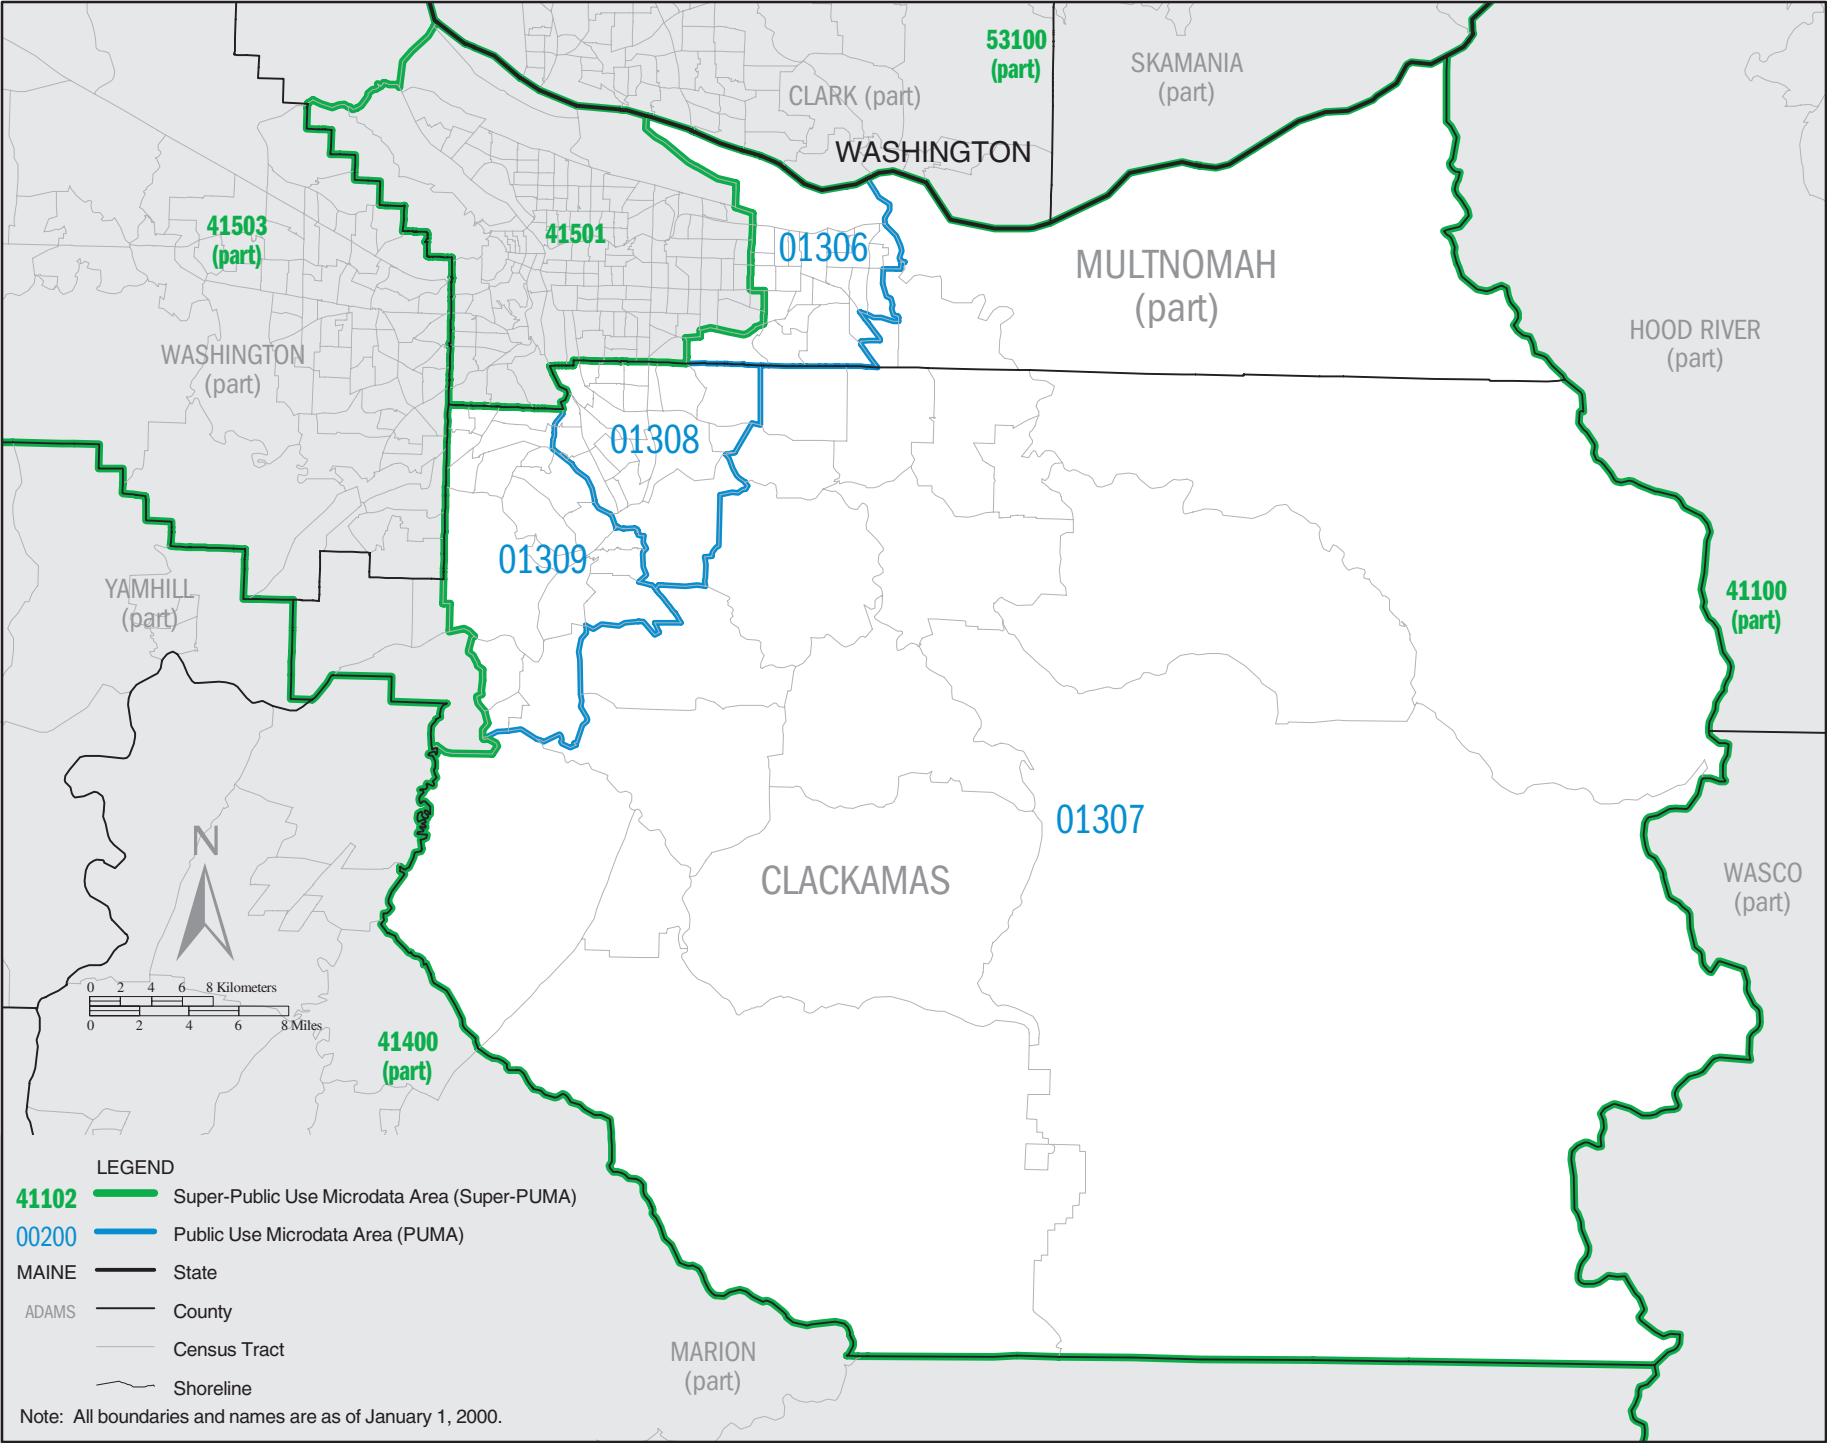 53100
(part)
SKAMANIA
(part)
CLARK (part)
WASHINGTON
41503
(part)
41501
01306
MULTNOMAH
(part)
HOOD RIVER
(part)
WASHINGTON
(part)
01308
01309
YAMHILL
(part)
41100
(part)
01307
CLACKAMAS
WASCO
(part)
N
0 2 4 6 8 Kilometers
0 2 4 6 8 Miles
41400
(part)
MARION
(part)
LEGEND
41102 Super-Public Use Microdata Area (Super-PUMA)
00200 Public Use Microdata Area (PUMA)
MAINE State
ADAMS County
Census Tract
Shoreline
Note: All boundaries and names are as of January 1, 2000.